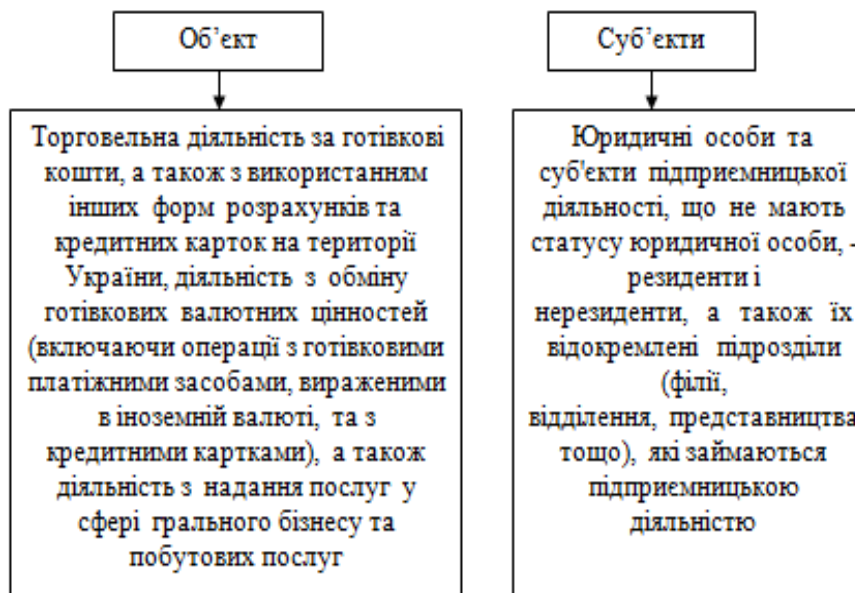 Об’єкт
Торговельна діяльність за готівкові
кошти, а також з використанням
інших форм розрахунків та
кредитних карток на території
України, діяльність з обміну
готівкових валютних цінностей
(включаючи операції з готівковими
платіжними засобами, вираженими
в іноземній валюті, та з
кредитними картками), а також
діяльність з надання послуг у
сфері грального бізнесу та
побутових послуг
Суб’єкти
Юридичні особи та
суб'єкти підприємницької
діяльності, що не мають
статусу юридичної особи, -
резиденти і
нерезиденти, а також їх
відокремлені підрозділи
(філії,
відділення, представництва
тощо), які займаються
підприємницькою
діяльністю